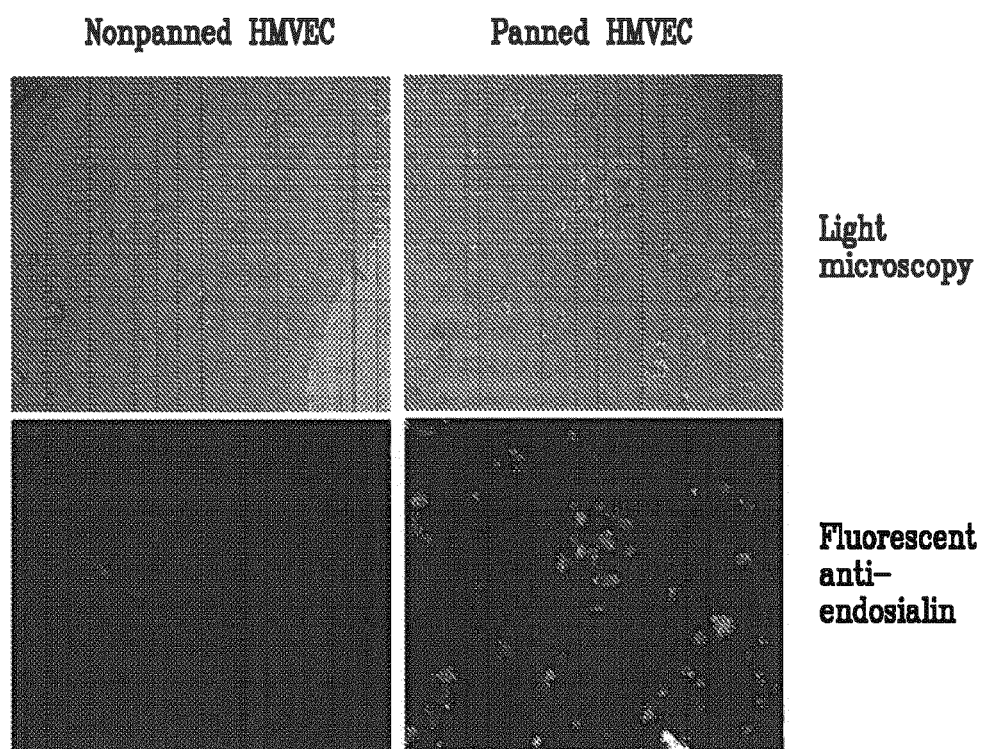 Nonpanned HMVEC
Panned HMVEC
Light
microscopy
Fluorescent
anti-
endosialin